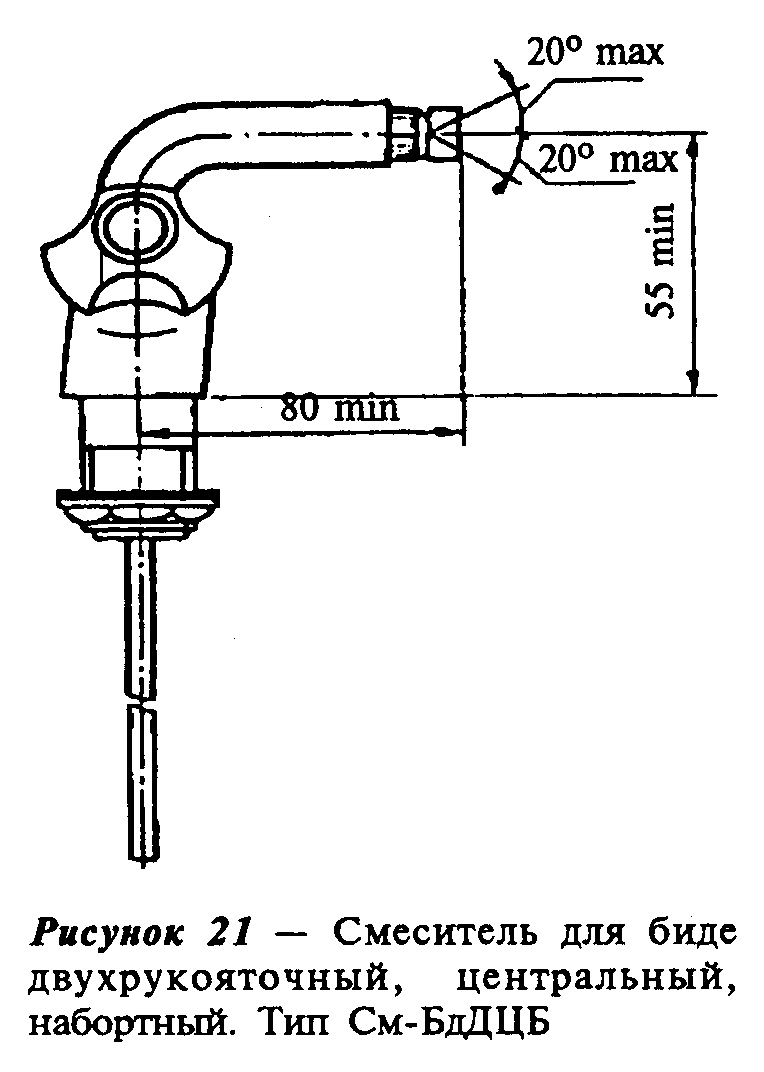 20° max
20° max
55 min
80 min
Рисунок 21 — Смеситель для биде
двухрукояточный, центральный,
набортный. Тип См-БдДЦБ